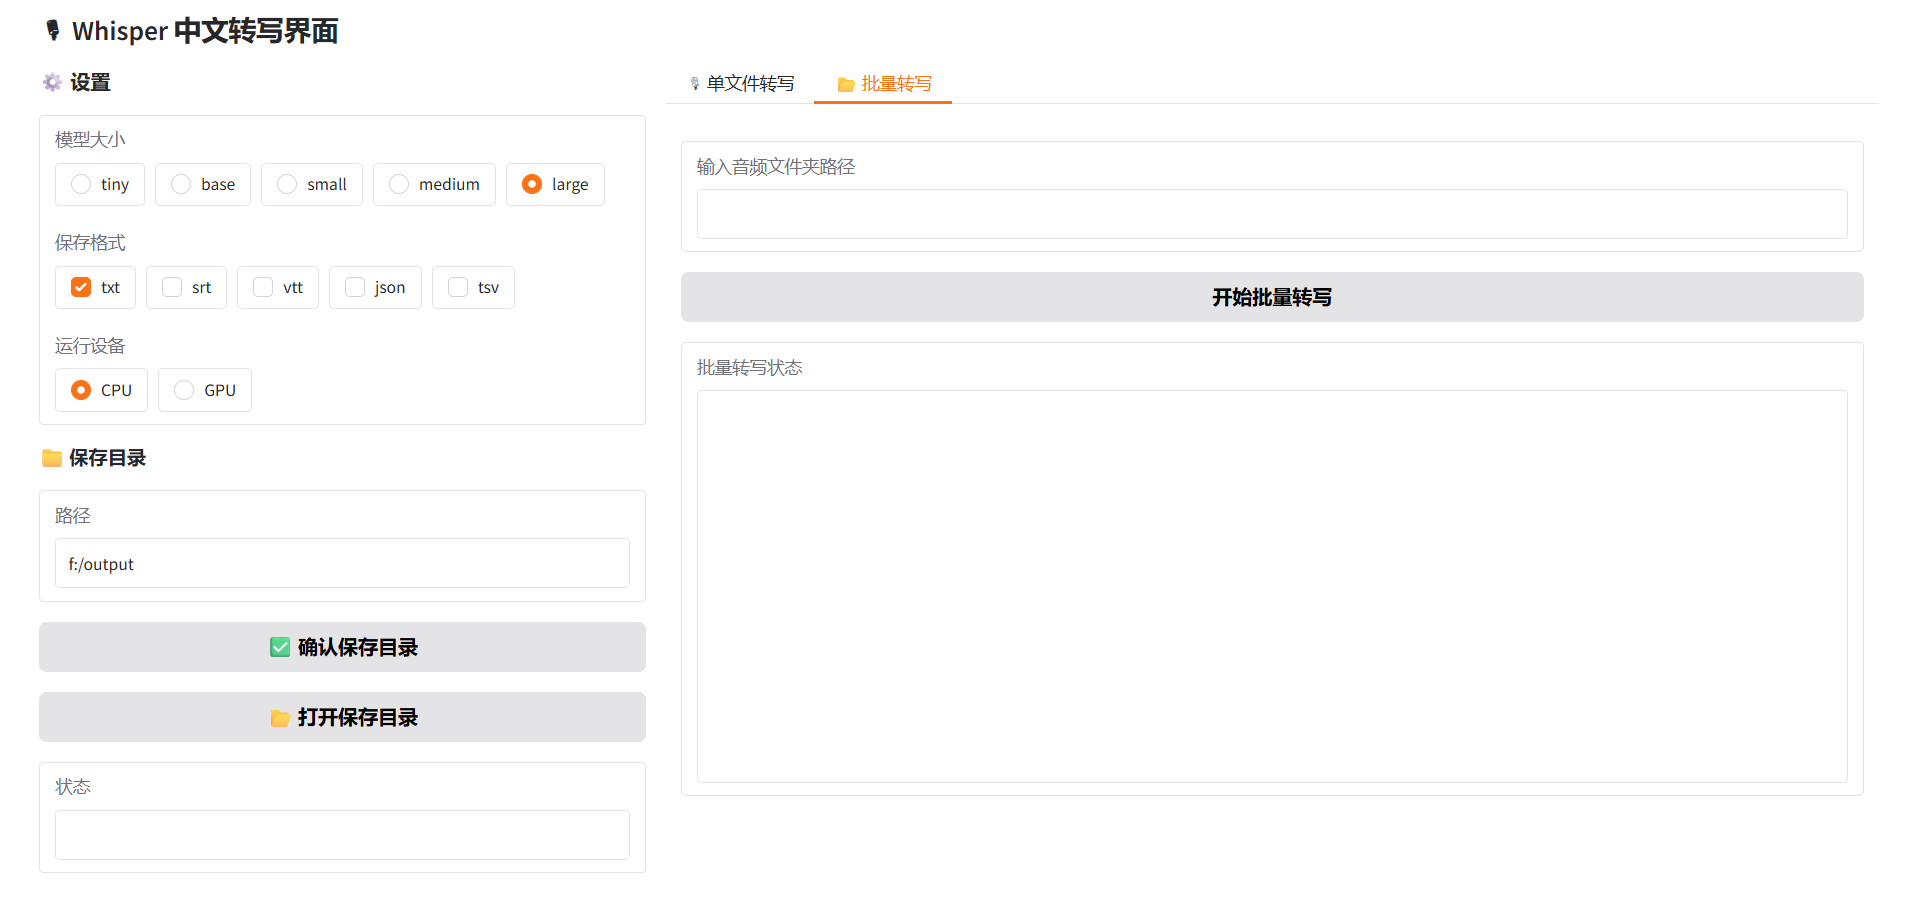 Whisper 中文转写界面
设置
模型大小
tiny base small medium large
保存格式
txt srt vtt json tsv
运行设备
CPU GPU
保存目录
路径
f:/output
确认保存目录
打开保存目录
状态
单文件转写 批量转写
输入音频文件夹路径
开始批量转写
批量转写状态